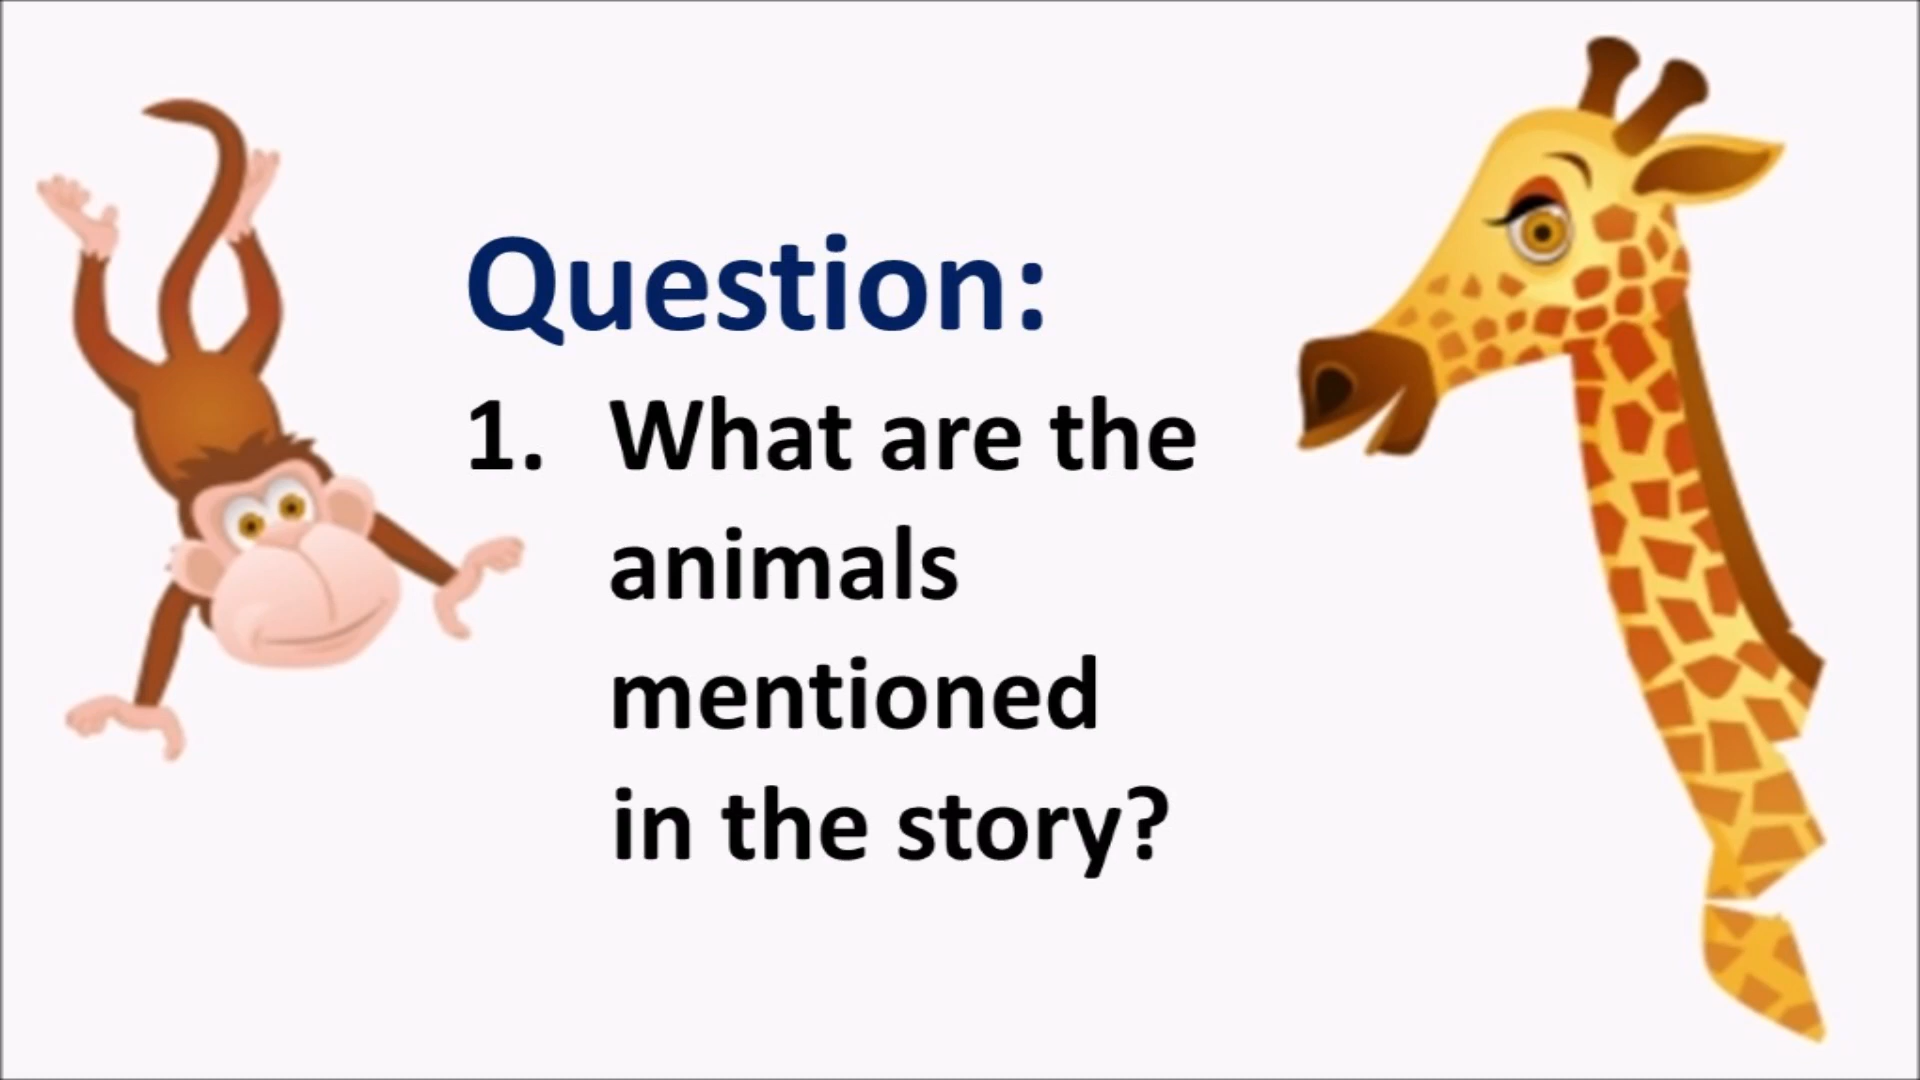 Question:
1. What are the
animals
mentioned
in the story?